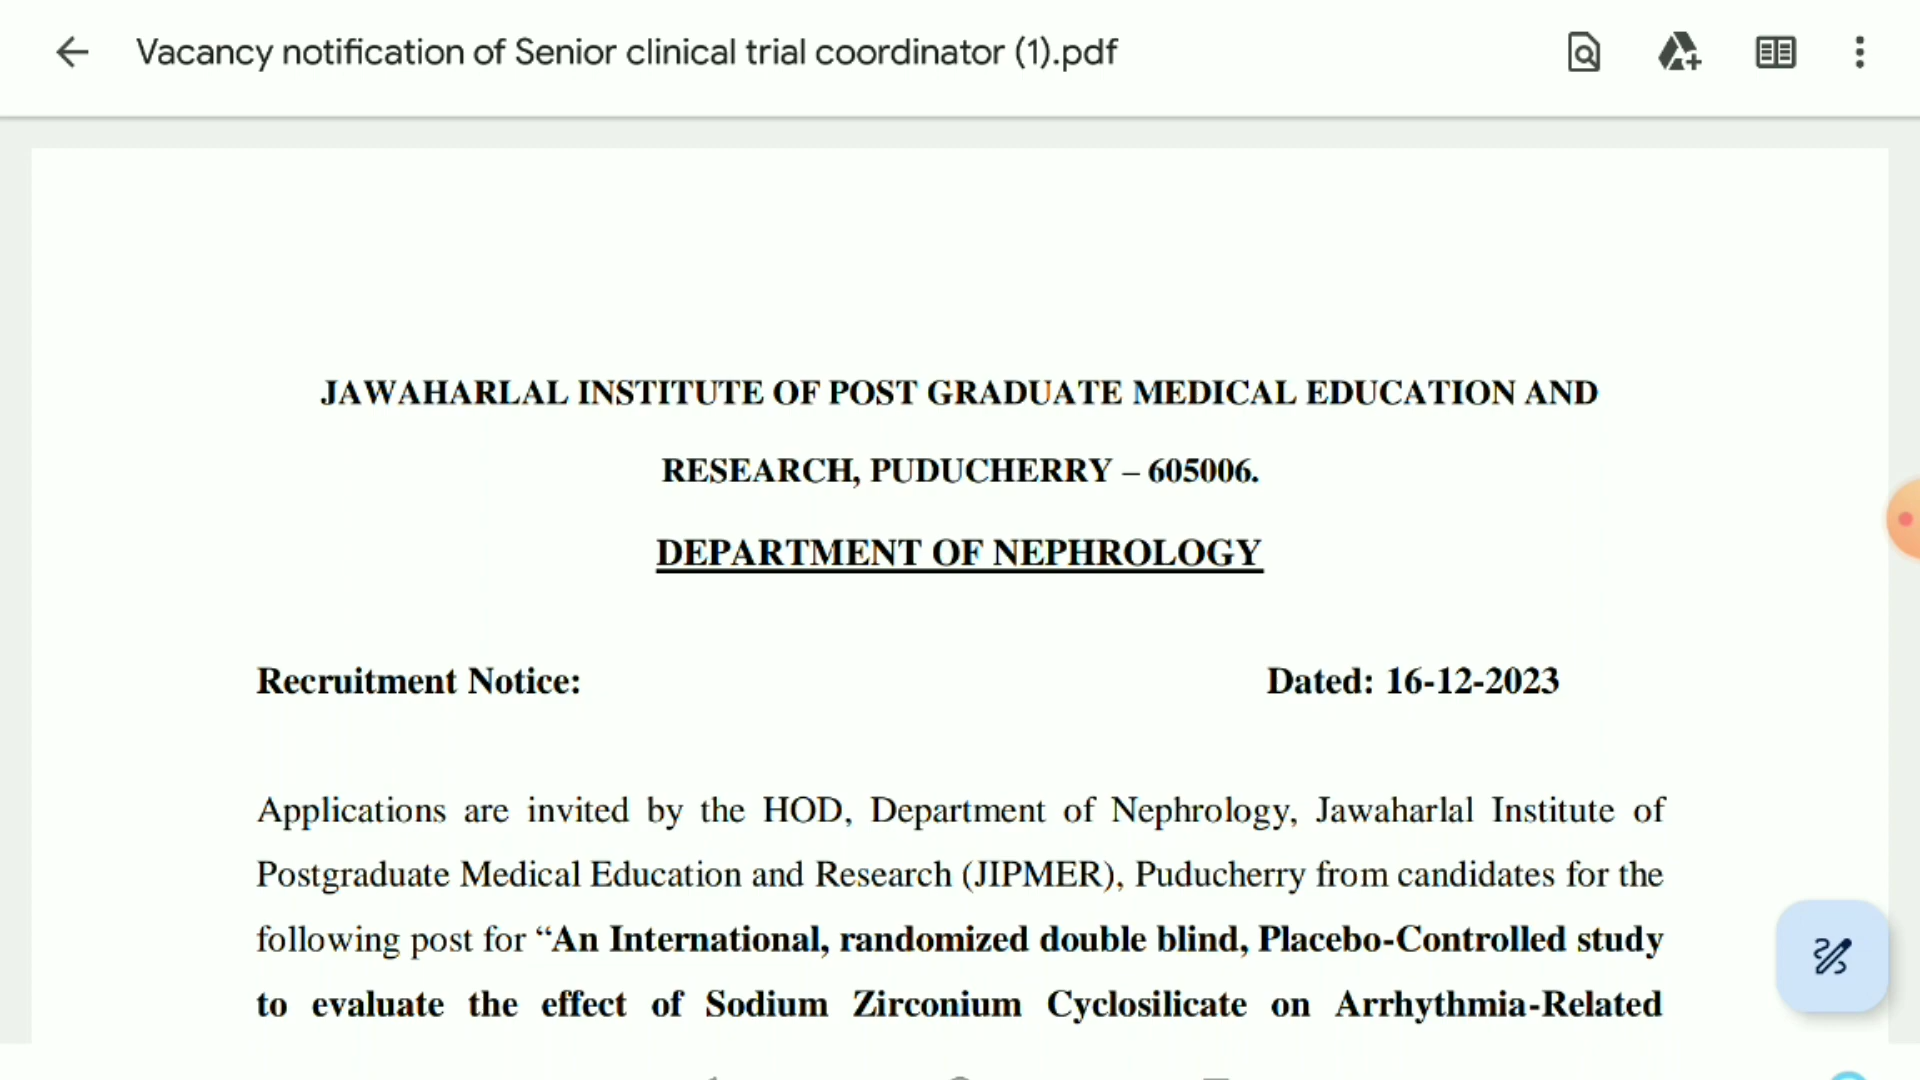 Vacancy notification of Senior clinical trial coordinator (1).pdf
JAWAHARLAL INSTITUTE OF POST GRADUATE MEDICAL EDUCATION AND
RESEARCH, PUDUCHERRY – 605006.
DEPARTMENT OF NEPHROLOGY
Recruitment Notice: Dated: 16-12-2023
Applications are invited by the HOD, Department of Nephrology, Jawaharlal Institute of
Postgraduate Medical Education and Research (JIPMER), Puducherry from candidates for the
following post for “An International, randomized double blind, Placebo-Controlled study
to evaluate the effect of Sodium Zirconium Cyclosilicate on Arrhythmia-Related